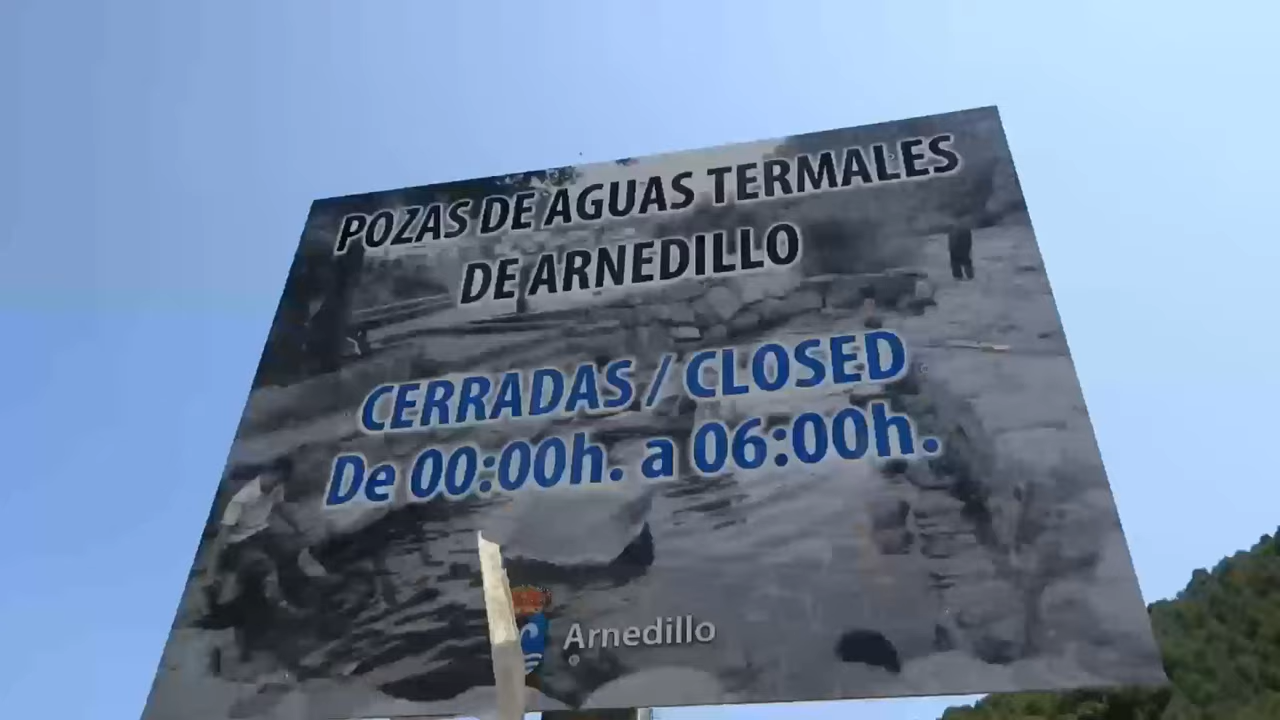 POZAS DE AGUAS TERMALES
DE ARNEDILLO
CERRADAS / CLOSED
De 00:00h. a 06:00h.
Arnedillo